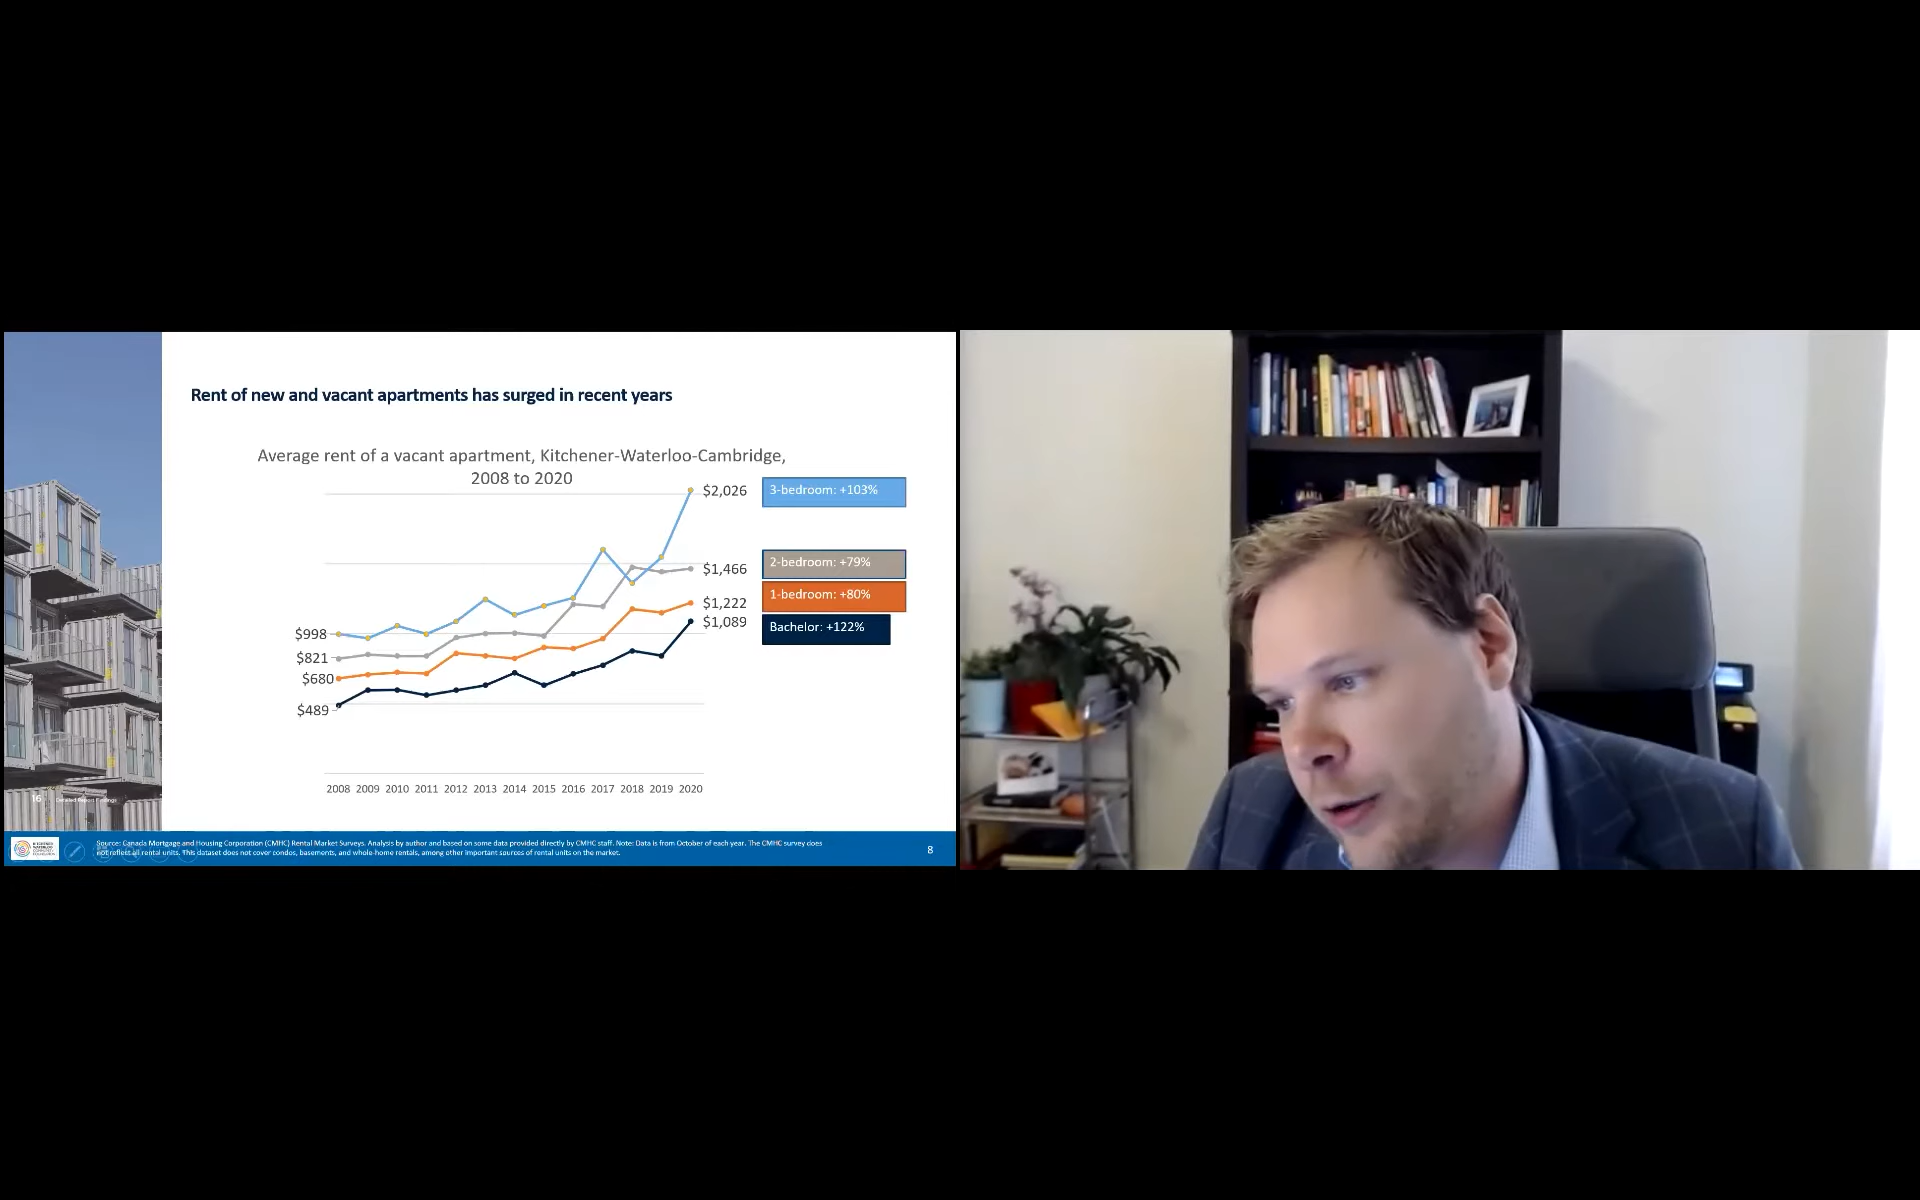 Rent of new and vacant apartments has surged in recent years
Average rent of a vacant apartment, Kitchener-Waterloo-Cambridge,
2008 to 2020
$2,026
3-bedroom: +103%
$1,466
2-bedroom: +79%
$1,222
1-bedroom: +80%
$1,089
Bachelor: +122%
$998
$821
$680
$489
2008 2009 2010 2011 2012 2013 2014 2015 2016 2017 2018 2019 2020
16 Detailed Report Findings
Source: Canada Mortgage and Housing Corporation (CMHC) Rental Market Surveys. Analysis by author and based on some data provided directly by CMHC staff. Note: Data is from October of each year. The CMHC survey does
not reflect all rental units. This dataset does not cover condos, basements, and whole-home rentals, among other important sources of rental units on the market.
8